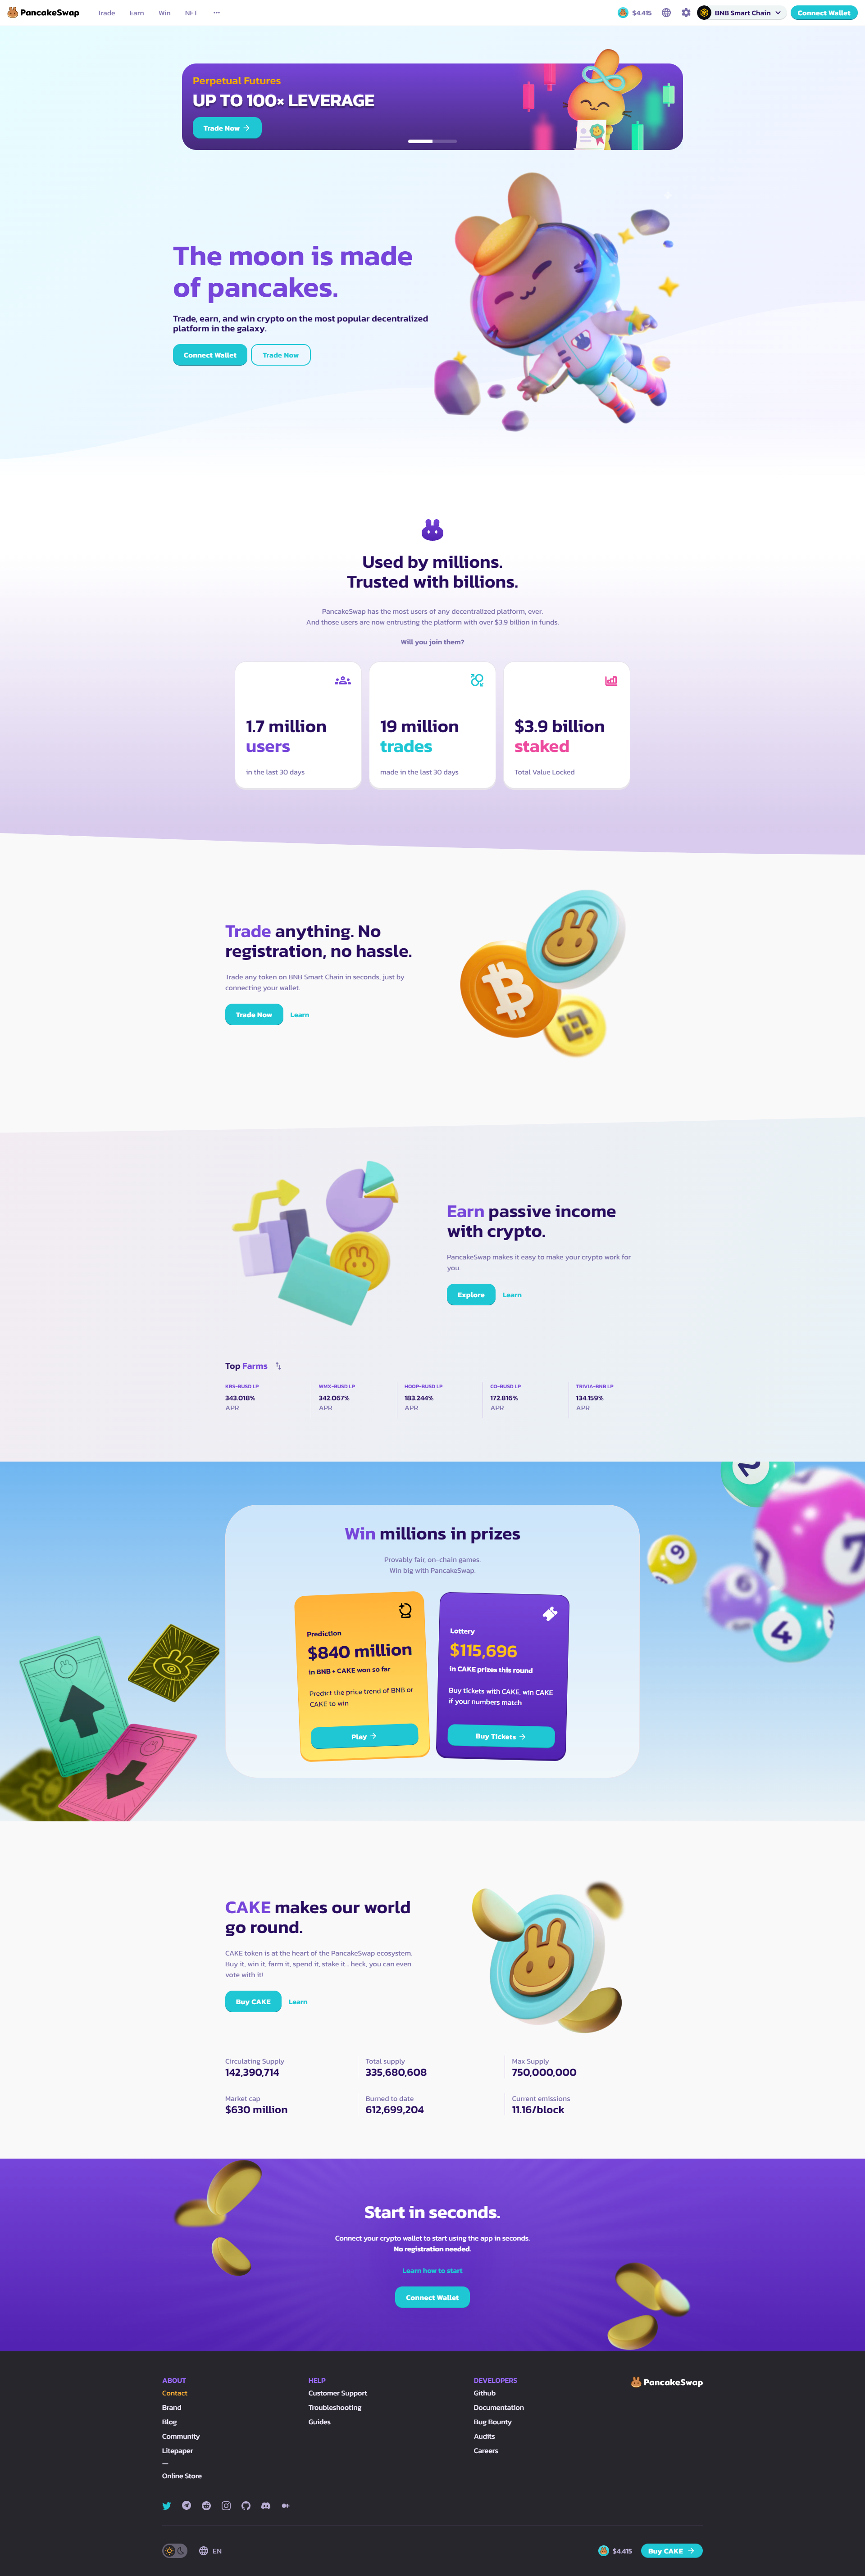 PancakeSwap
Trade
Earn
Win
NFT
$4.415
BNB Smart Chain
Connect Wallet
Perpetual Futures
UP TO 100× LEVERAGE
Trade Now
The moon is made
of pancakes.
Trade, earn, and win crypto on the most popular decentralized
platform in the galaxy.
Connect Wallet
Trade Now
Used by millions.
Trusted with billions.
PancakeSwap has the most users of any decentralized platform, ever.
And those users are now entrusting the platform with over $3.9 billion in funds.
Will you join them?
1.7 million
users
in the last 30 days
19 million
trades
made in the last 30 days
$3.9 billion
staked
Total Value Locked
Trade anything. No
registration, no hassle.
Trade any token on BNB Smart Chain in seconds, just by
connecting your wallet.
Trade Now
Learn
Earn passive income
with crypto.
PancakeSwap makes it easy to make your crypto work for
you.
Explore
Learn
Top Farms
KRS-BUSD LP
343.018%
APR
WMX-BUSD LP
342.067%
APR
HOOP-BUSD LP
183.244%
APR
CO-BUSD LP
172.816%
APR
TRIVIA-BNB LP
134.159%
APR
Win millions in prizes
Provably fair, on-chain games.
Win big with PancakeSwap.
Prediction
$840 million
in BNB + CAKE won so far
Predict the price trend of BNB or
CAKE to win
Play
Lottery
$115,696
in CAKE prizes this round
Buy tickets with CAKE, win CAKE
if your numbers match
Buy Tickets
2
9
7
6
4
CAKE makes our world
go round.
CAKE token is at the heart of the PancakeSwap ecosystem.
Buy it, win it, farm it, spend it, stake it... heck, you can even
vote with it!
Buy CAKE
Learn
Circulating Supply
142,390,714
Total supply
335,680,608
Max Supply
750,000,000
Market cap
$630 million
Burned to date
612,699,204
Current emissions
11.16/block
Start in seconds.
Connect your crypto wallet to start using the app in seconds.
No registration needed.
Learn how to start
Connect Wallet
ABOUT
Contact
Brand
Blog
Community
Litepaper
—
Online Store
HELP
Customer Support
Troubleshooting
Guides
DEVELOPERS
Github
Documentation
Bug Bounty
Audits
Careers
PancakeSwap
EN
$4.415
Buy CAKE